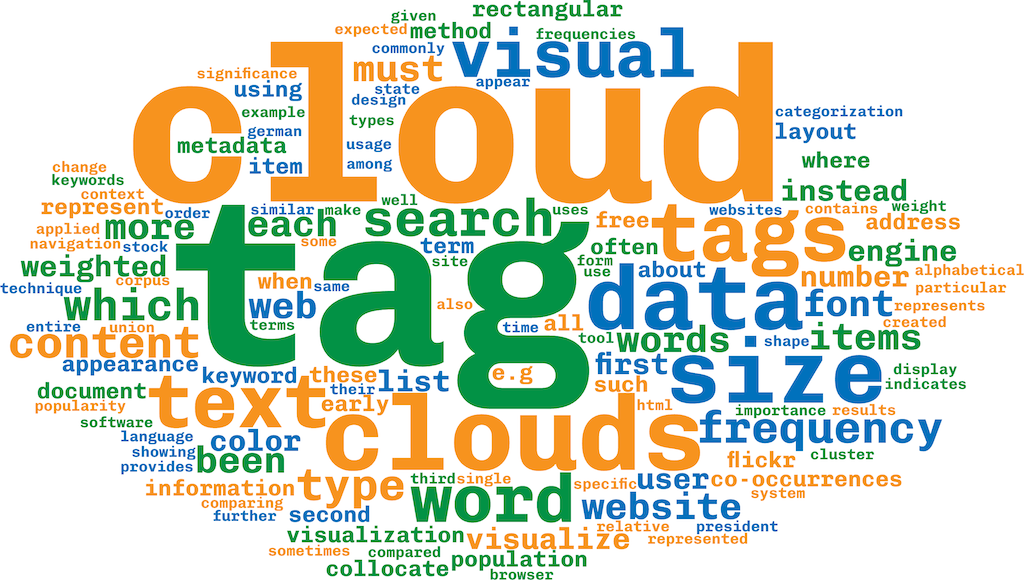 rectangular
given
expected method
frequencies
commonly visual
must
appear
significance
using state
design
cloud
example
types
categorization
german
layout
metadata usage
item among
where
change
keywords
instead
context
well
represent order similar make
uses free websites contains weight
each search tags address
more
applied
some
navigation stock term often
engine
weighted site form
use about
number alphabetical
corpus when same
technique
particular
which web also data font represents
tag
entire union terms time all created
content tool words shape items
appearance first size
keyword these list e.g display
document text their such indicates
popularity early html importance results
software clouds frequency
language color
showing been flickr cluster
provides
information type third single specific user co-occurrences
word system
comparing website
further second relative president
visualization visualize represented
sometimes compared population
collocate browser